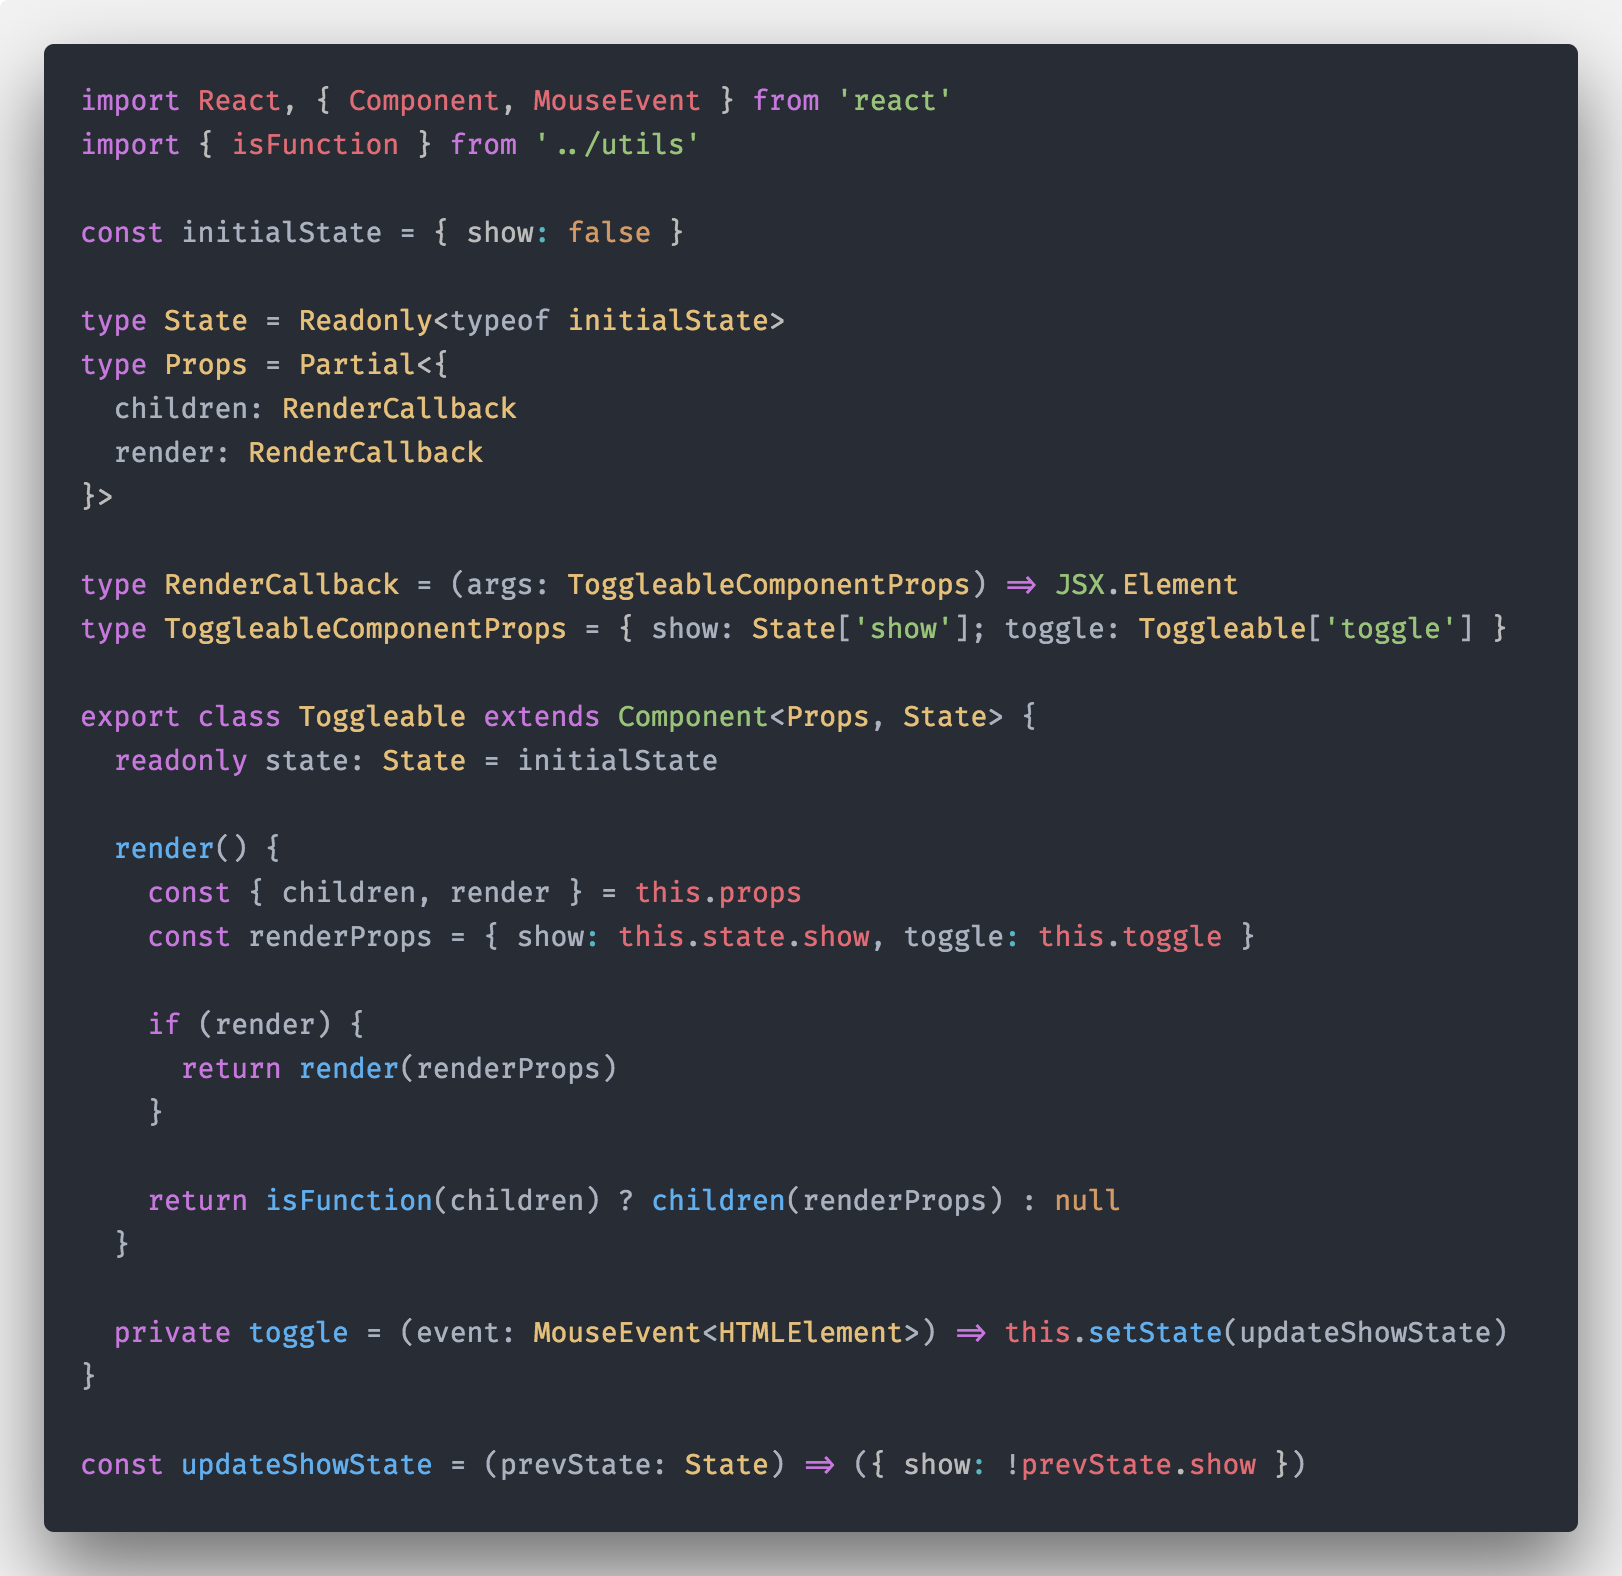 import React, { Component, MouseEvent } from 'react'
import { isFunction } from '../utils'

const initialState = { show: false }

type State = Readonly<typeof initialState>
type Props = Partial<{
  children: RenderCallback
  render: RenderCallback
}>

type RenderCallback = (args: ToggleableComponentProps) => JSX.Element
type ToggleableComponentProps = { show: State['show']; toggle: Toggleable['toggle'] }

export class Toggleable extends Component<Props, State> {
  readonly state: State = initialState

  render() {
    const { children, render } = this.props
    const renderProps = { show: this.state.show, toggle: this.toggle }

    if (render) {
      return render(renderProps)
    }

    return isFunction(children) ? children(renderProps) : null
  }

  private toggle = (event: MouseEvent<HTMLElement>) => this.setState(updateShowState)
}

const updateShowState = (prevState: State) => ({ show: !prevState.show })